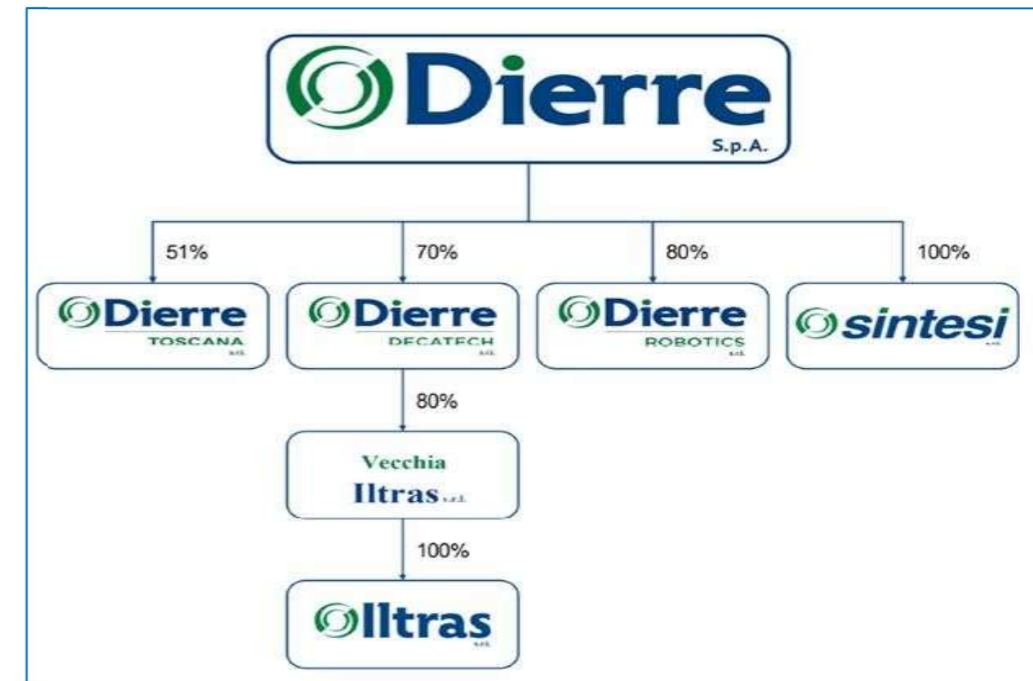 Dierre
S.p.A.
51%
70%
80%
100%
Dierre
TOSCANA
s.r.l.
Dierre
DECATECH
s.r.l.
Dierre
ROBOTICS
s.r.l.
sintesi
s.r.l.
80%
Vecchia
Iltras s.r.l.
100%
Iltras
s.r.l.